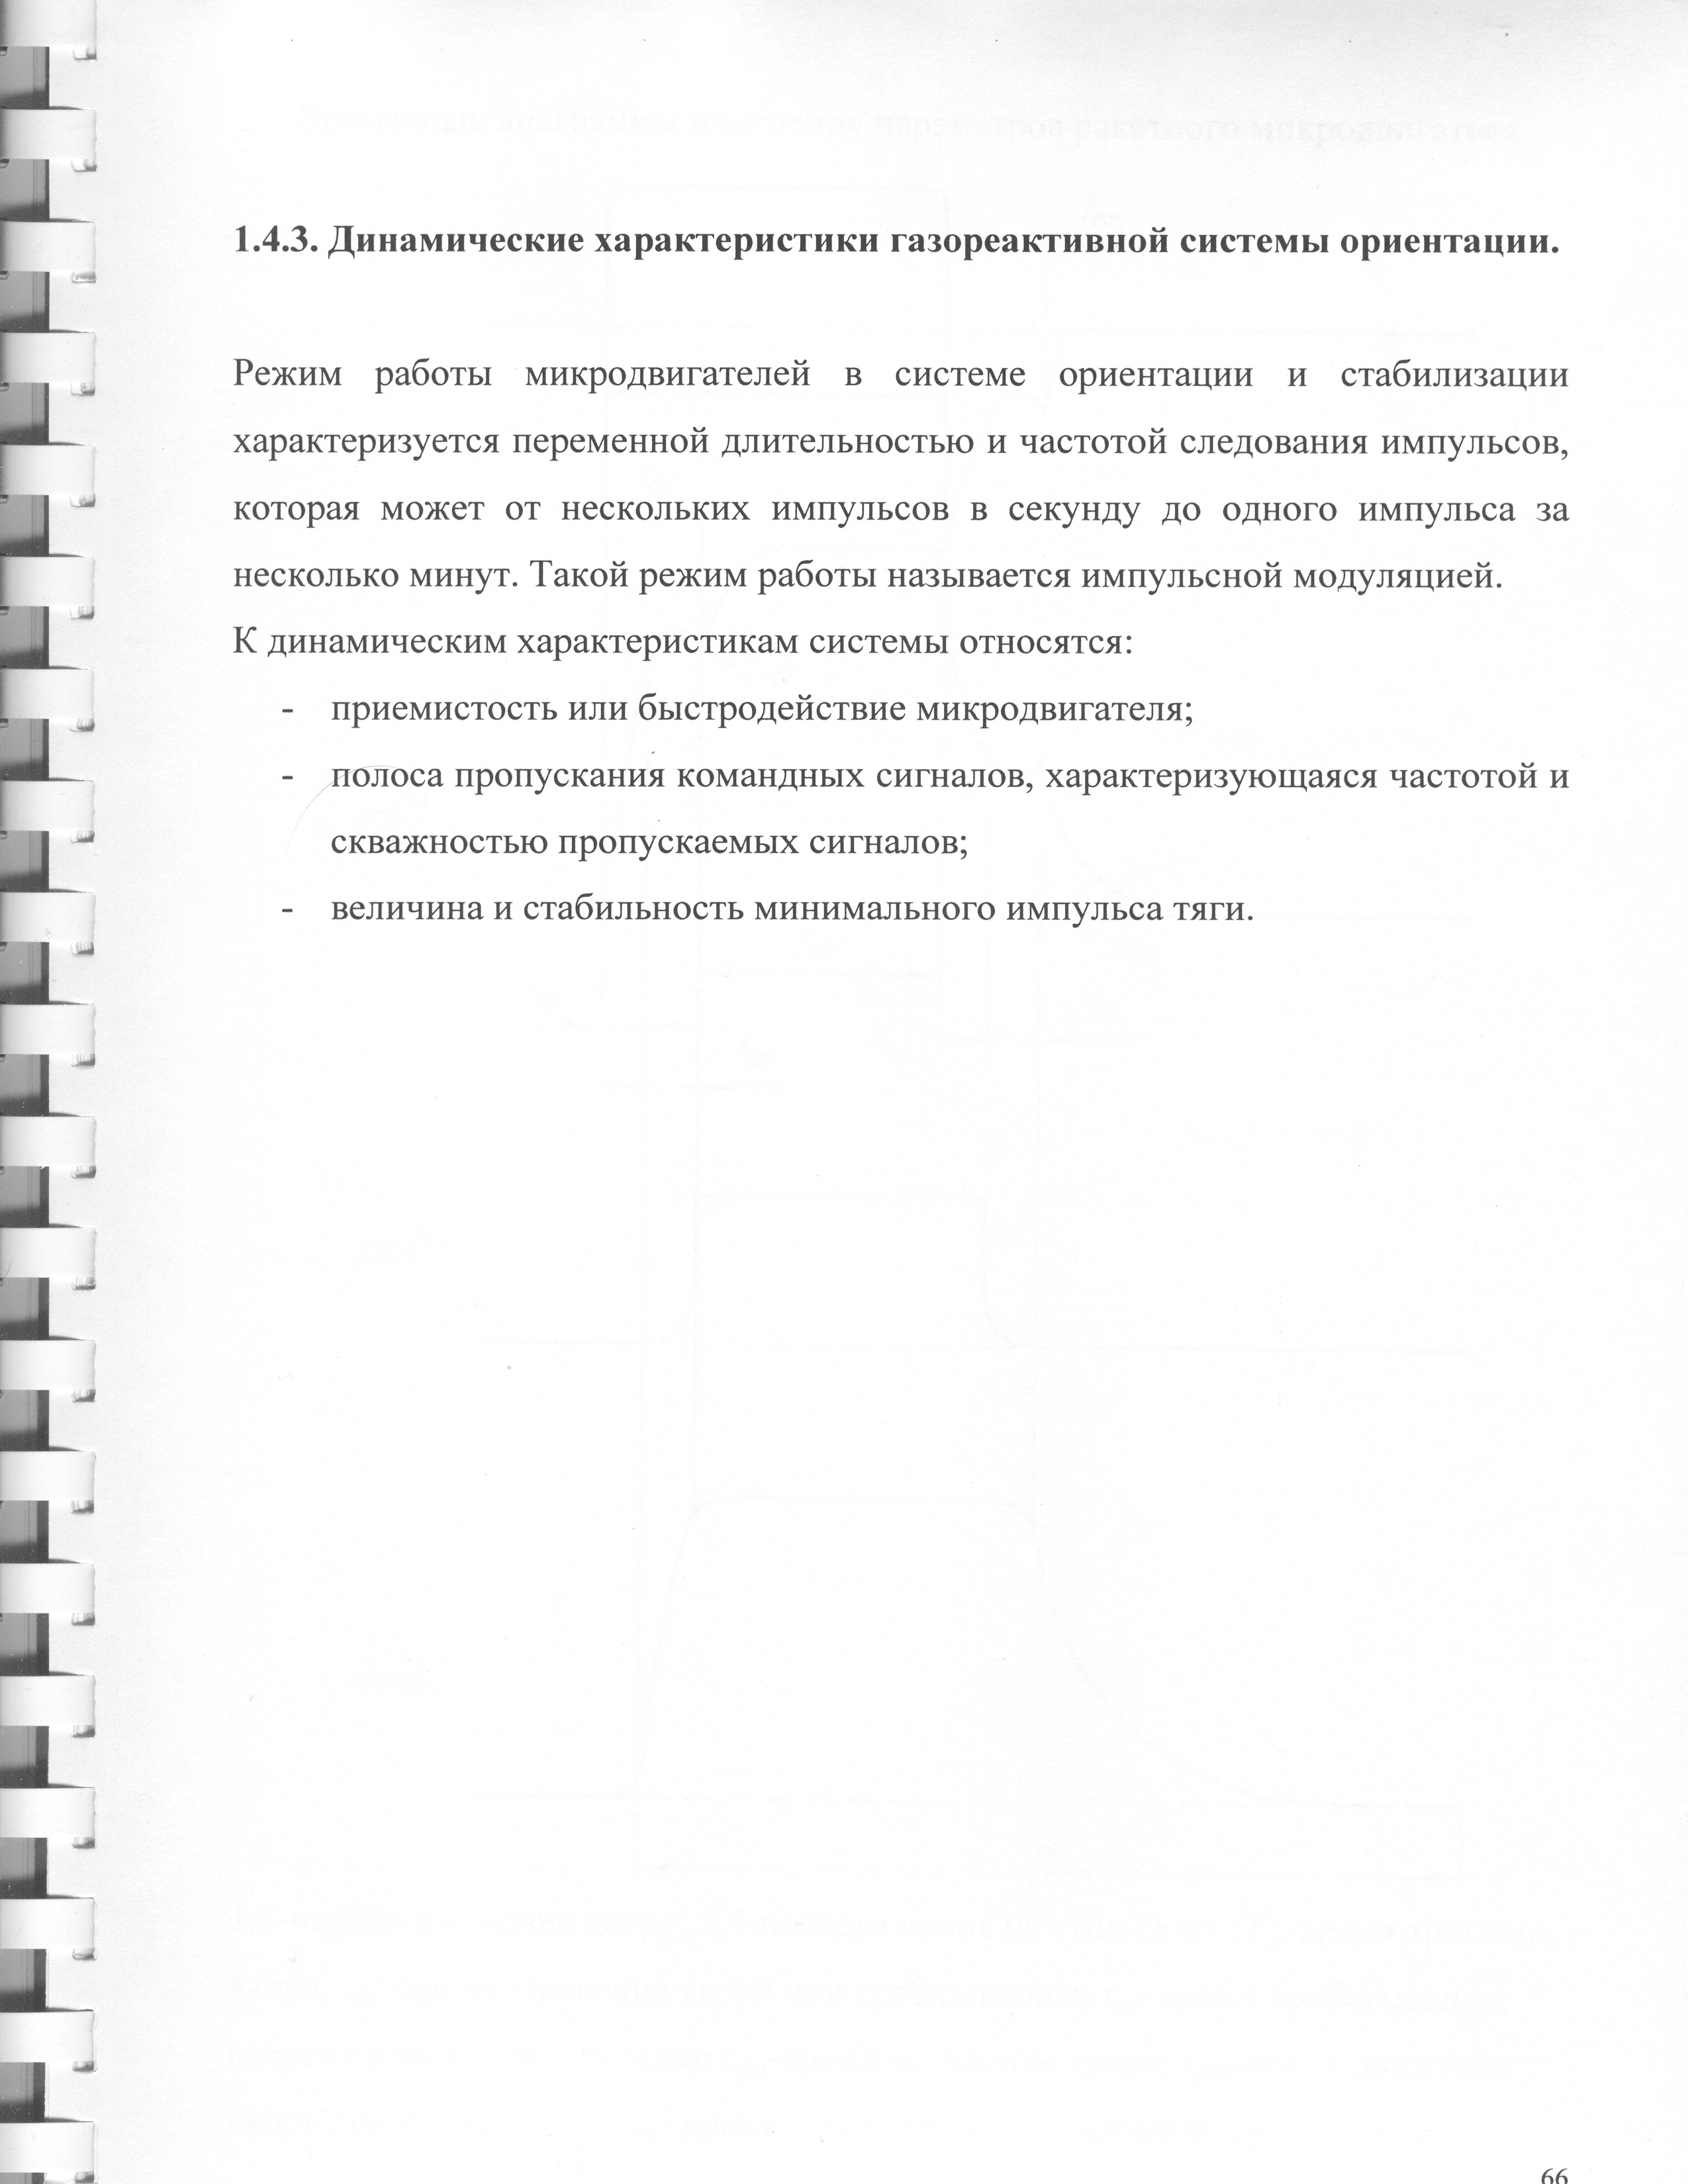 1.4.3. Динамические характеристики газореактивной системы ориентации.
Режим работы микродвигателей в системе ориентации и стабилизации
характеризуется переменной длительностью и частотой следования импульсов,
которая может от нескольких импульсов в секунду до одного импульса за
несколько минут. Такой режим работы называется импульсной модуляцией.
К динамическим характеристикам системы относятся:
- приемистость или быстродействие микродвигателя;
- полоса пропускания командных сигналов, характеризующаяся частотой и
скважностью пропускаемых сигналов;
- величина и стабильность минимального импульса тяги.
66